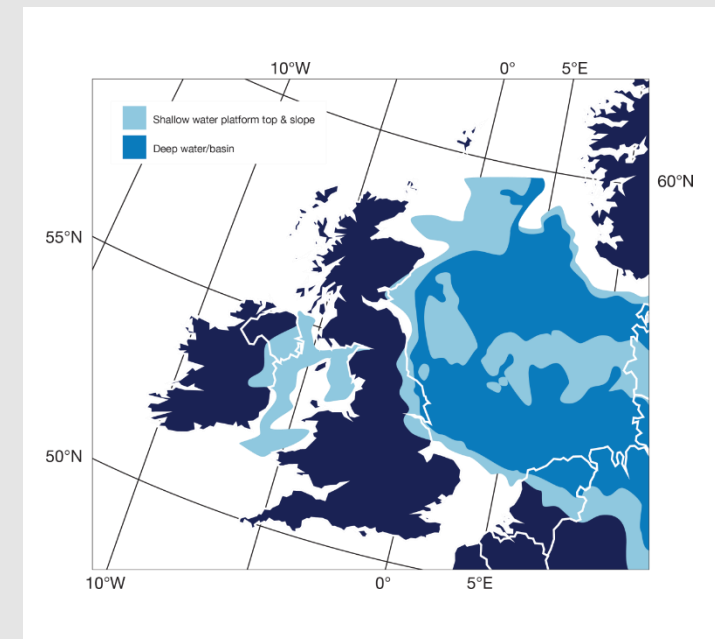 10°W 0° 5°E
Shallow water platform top & slope
Deep water/basin
60°N
55°N
50°N
10°W 0° 5°E